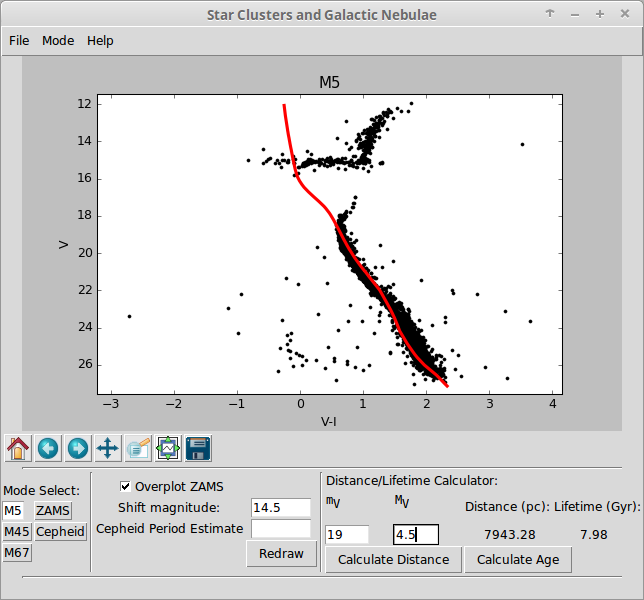 Star Clusters and Galactic Nebulae
File Mode Help
M5
12
14
16
18
20
22
24
26
V
−3 −2 −1 0 1 2 3 4
V-I
Mode Select:
M5 ZAMS
M45 Cepheid
M67
Overplot ZAMS
Shift magnitude: 14.5
Cepheid Period Estimate
Redraw
Distance/Lifetime Calculator:
mV MV Distance (pc): Lifetime (Gyr):
19 4.5 7943.28 7.98
Calculate Distance Calculate Age